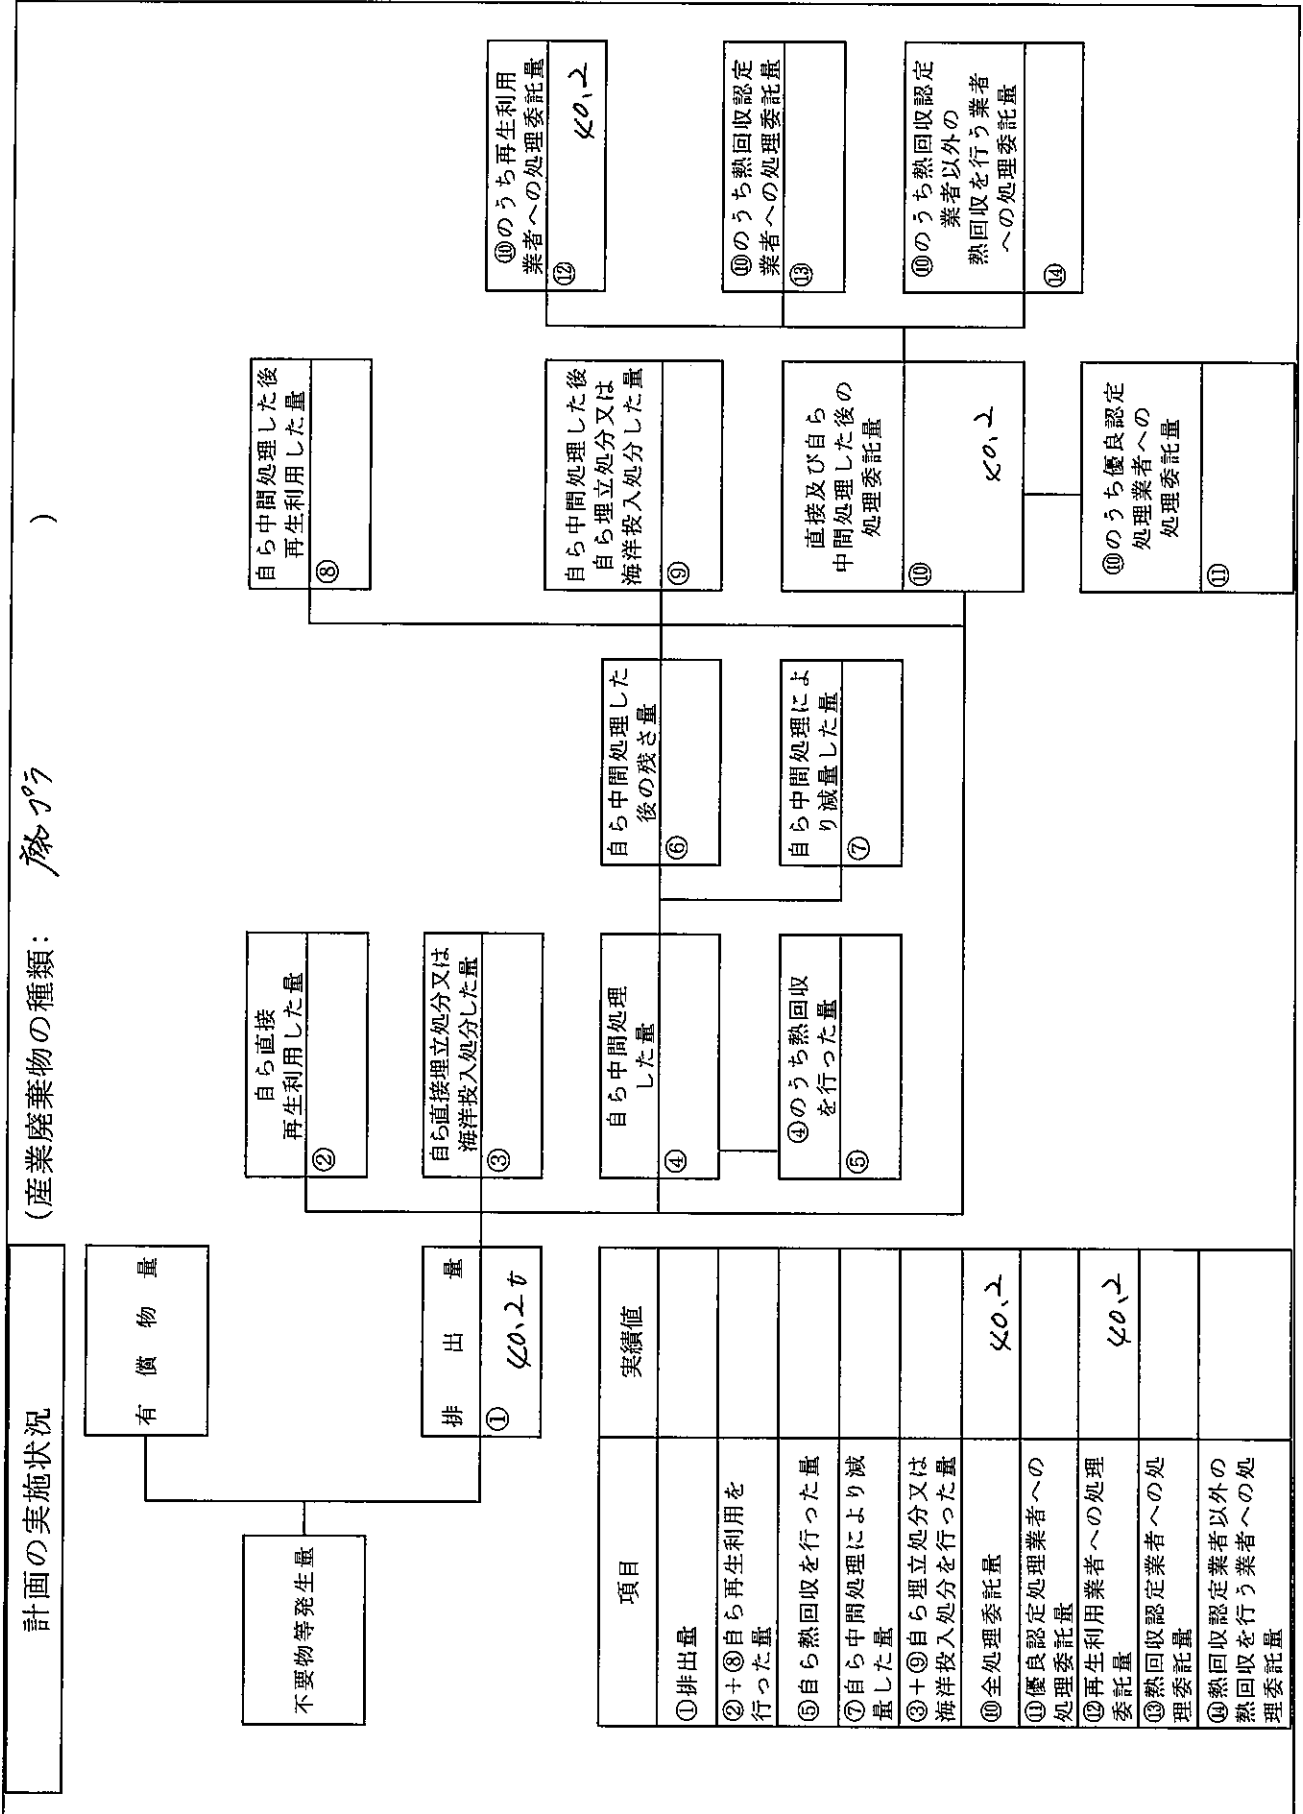 計画の実施状況
(産業廃棄物の種類: 廃プラ )
不要物等発生量
有償物量
排出量
① 40.2t
自ら直接
再生利用した量
②
自ら直接埋立処分又は
海洋投入処分した量
③
自ら中間処理
した量
④
④のうち熱回収
を行った量
⑤
自ら中間処理した
後の残さ量
⑥
自ら中間処理によ
り減量した量
⑦
自ら中間処理した後
再生利用した量
⑧
自ら中間処理した後
自ら埋立処分又は
海洋投入処分した量
⑨
直接及び自ら
中間処理した後の
処理委託量
⑩ 40.2
⑩のうち優良認定
処理業者への
処理委託量
⑪
⑩のうち再生利用
業者への処理委託量
⑫ 40.2
⑩のうち熱回収認定
業者への処理委託量
⑬
⑩のうち熱回収認定
業者以外の
熱回収を行う業者
への処理委託量
⑭
項目 実績値
①排出量
②+⑧自ら再生利用を
行った量
⑤自ら熱回収を行った量
⑦自ら中間処理により減
量した量
③+⑨自ら埋立処分又は
海洋投入処分を行った量
⑩全処理委託量 40.2
⑪優良認定処理業者への
処理委託量
⑫再生利用業者への処理
委託量 40.2
⑬熱回収認定業者への処
理委託量
⑭熱回収認定業者以外の
熱回収を行う業者への処
理委託量